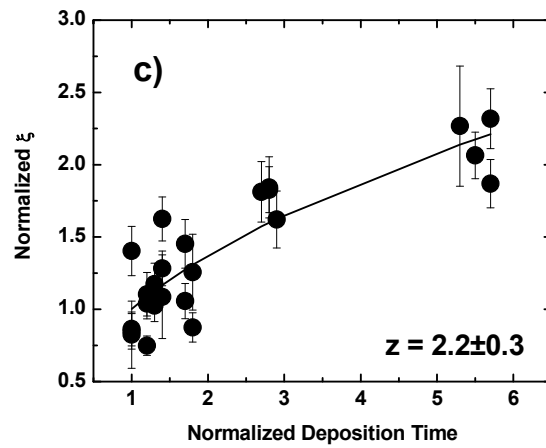 3.0
c)
2.5
2.0
Normalized ξ
1.5
1.0
z = 2.2±0.3
0.5
1 2 3 4 5 6
Normalized Deposition Time